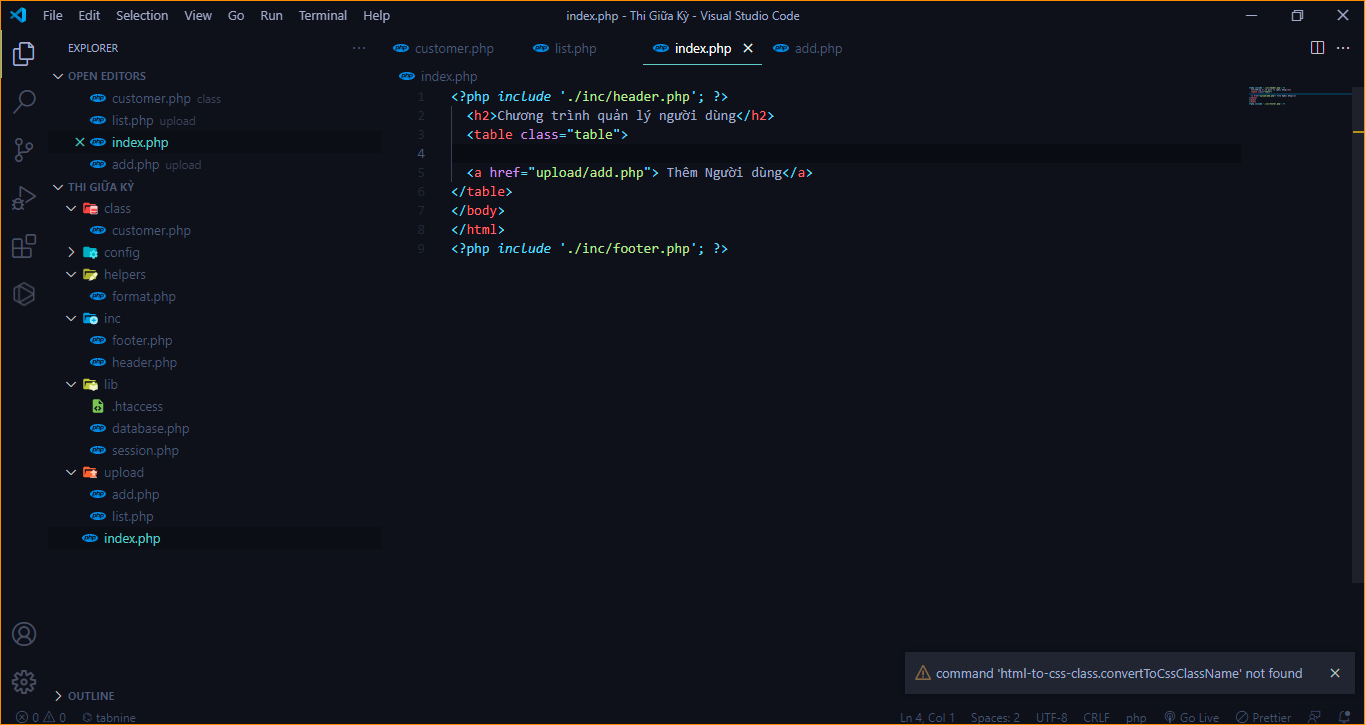 File Edit Selection View Go Run Terminal Help
index.php - Thi Giữa Kỳ - Visual Studio Code
EXPLORER
OPEN EDITORS
customer.php class
list.php upload
index.php
add.php upload
THI GIỮA KỲ
class
customer.php
config
helpers
format.php
inc
footer.php
header.php
lib
.htaccess
database.php
session.php
upload
add.php
list.php
index.php
OUTLINE
customer.php list.php index.php add.php
index.php
1 <?php include './inc/header.php'; ?>
2 <h2>Chương trình quản lý người dùng</h2>
3 <table class="table">
4
5 <a href="upload/add.php"> Thêm Người dùng</a>
6 </table>
7 </body>
8 </html>
9 <?php include './inc/footer.php'; ?>
command 'html-to-css-class.convertToCssClassName' not found
0 0 tabnine Ln 4, Col 1 Spaces: 2 UTF-8 CRLF php Go Live Prettier